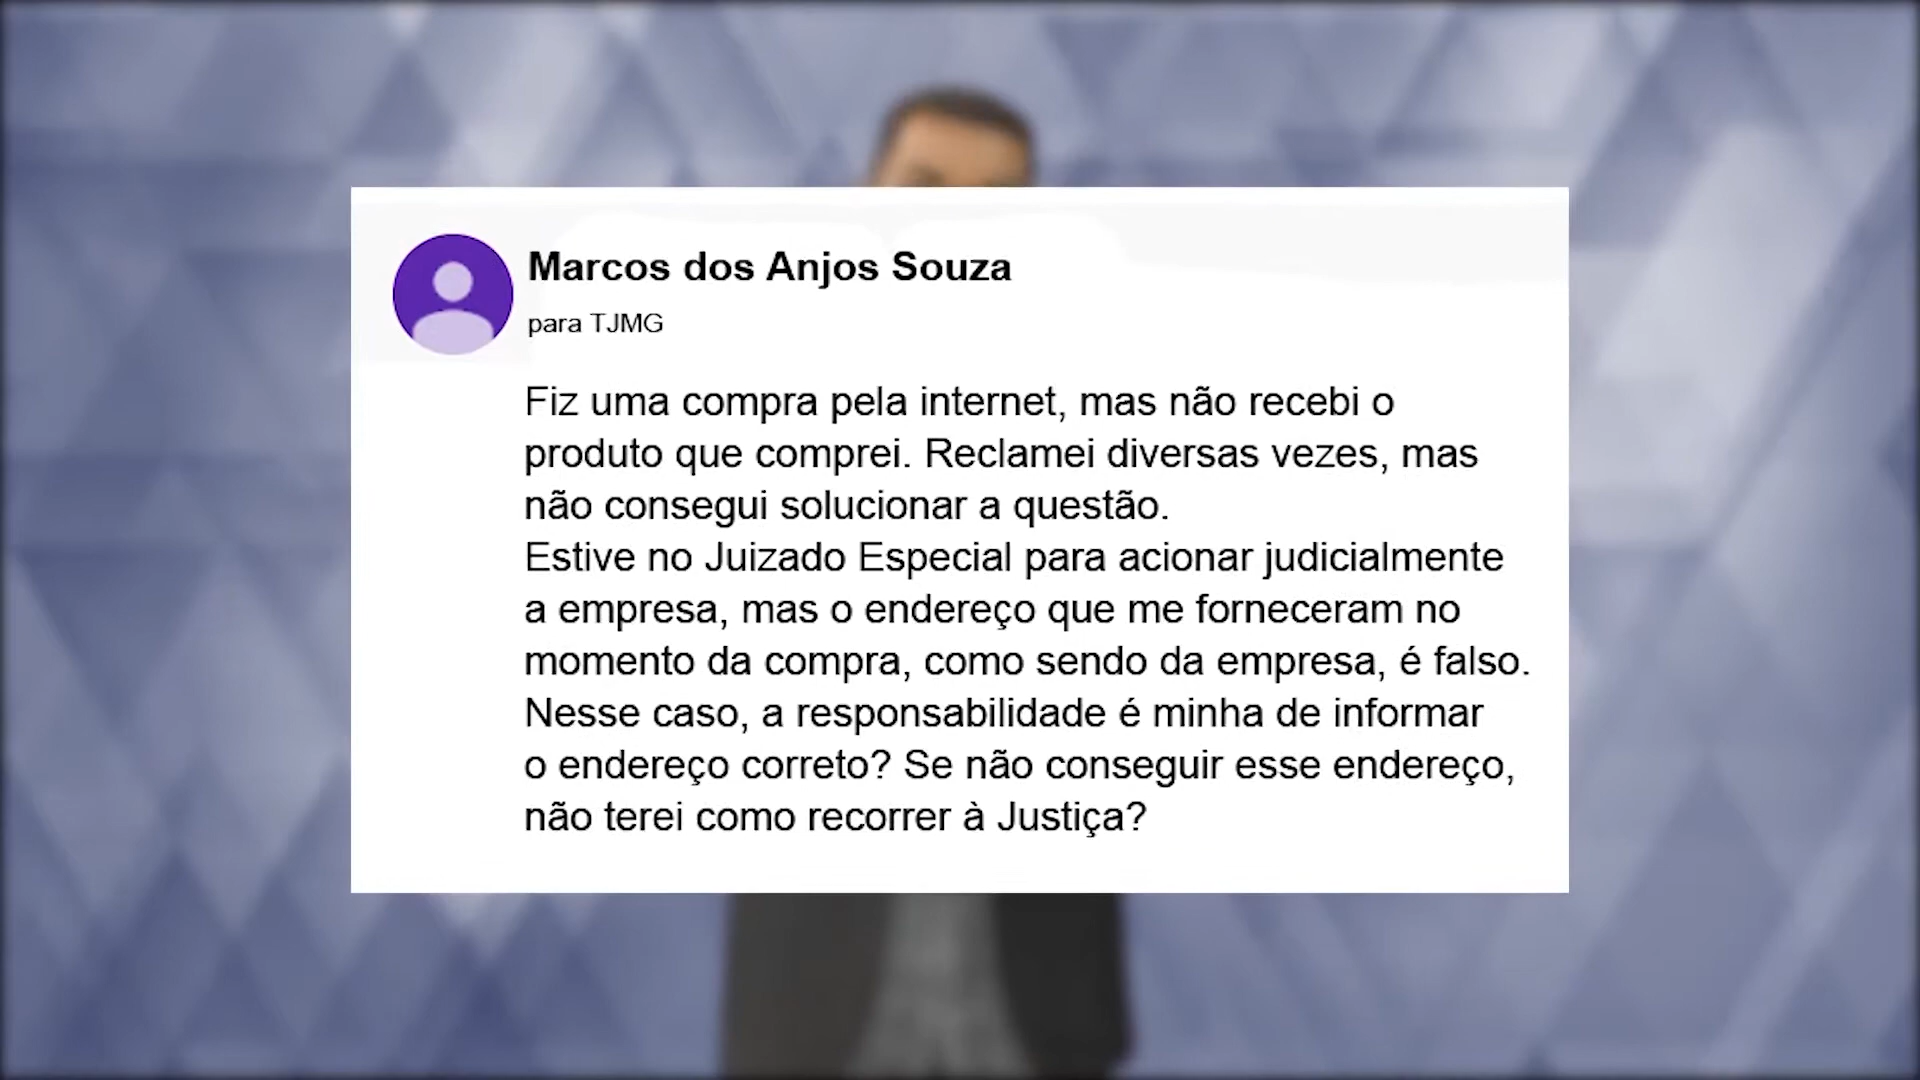 Marcos dos Anjos Souza
para TJMG
Fiz uma compra pela internet, mas não recebi o
produto que comprei. Reclamei diversas vezes, mas
não consegui solucionar a questão.
Estive no Juizado Especial para acionar judicialmente
a empresa, mas o endereço que me forneceram no
momento da compra, como sendo da empresa, é falso.
Nesse caso, a responsabilidade é minha de informar
o endereço correto? Se não conseguir esse endereço,
não terei como recorrer à Justiça?